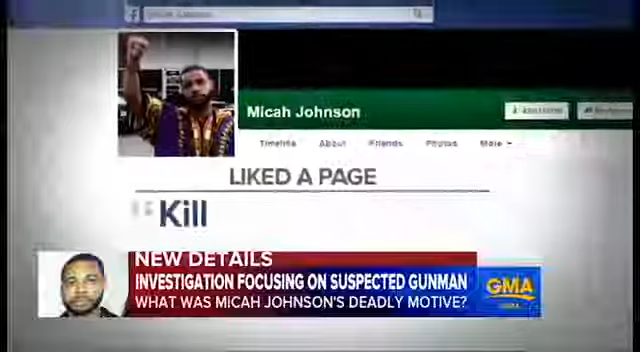 Micah Johnson
Timeline About Friends Photos More
LIKED A PAGE
Kill
NEW DETAILS
INVESTIGATION FOCUSING ON SUSPECTED GUNMAN
WHAT WAS MICAH JOHNSON'S DEADLY MOTIVE?
GMA